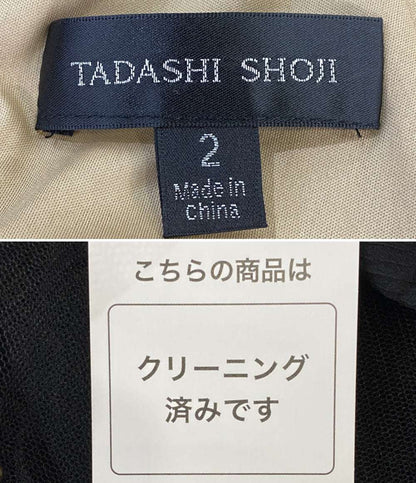 TADASHI SHOJI
2
Made in
China
こちらの商品は
クリーニング
済みです